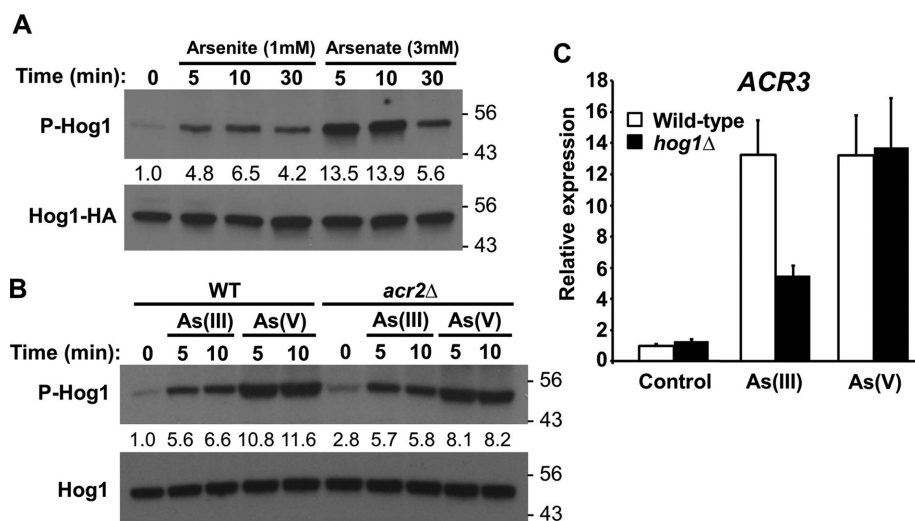 A
Arsenite (1mM) Arsenate (3mM)
Time (min): 0 5 10 30 5 10 30
P-Hog1
56
43
1.0 4.8 6.5 4.2 13.5 13.9 5.6
Hog1-HA
56
43
B
WT acr2Δ
As(III) As(V) As(III) As(V)
Time (min): 0 5 10 5 10 0 5 10 5 10
P-Hog1
56
43
1.0 5.6 6.6 10.8 11.6 2.8 5.7 5.8 8.1 8.2
Hog1
56
43
C
ACR3
Wild-type
hog1Δ
Relative expression
18
16
14
12
10
8
6
4
2
1
0
Control As(III) As(V)